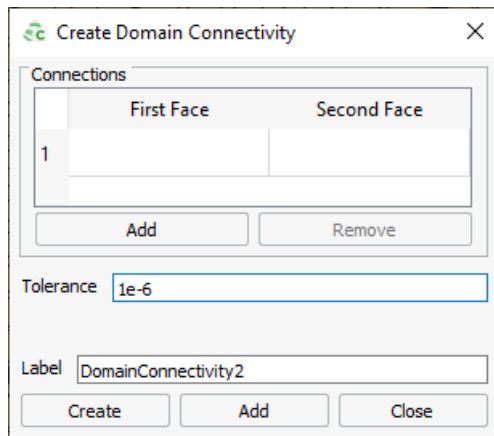 Create Domain Connectivity
Connections
First Face Second Face
1
Add Remove
Tolerance 1e-6
Label DomainConnectivity2
Create Add Close